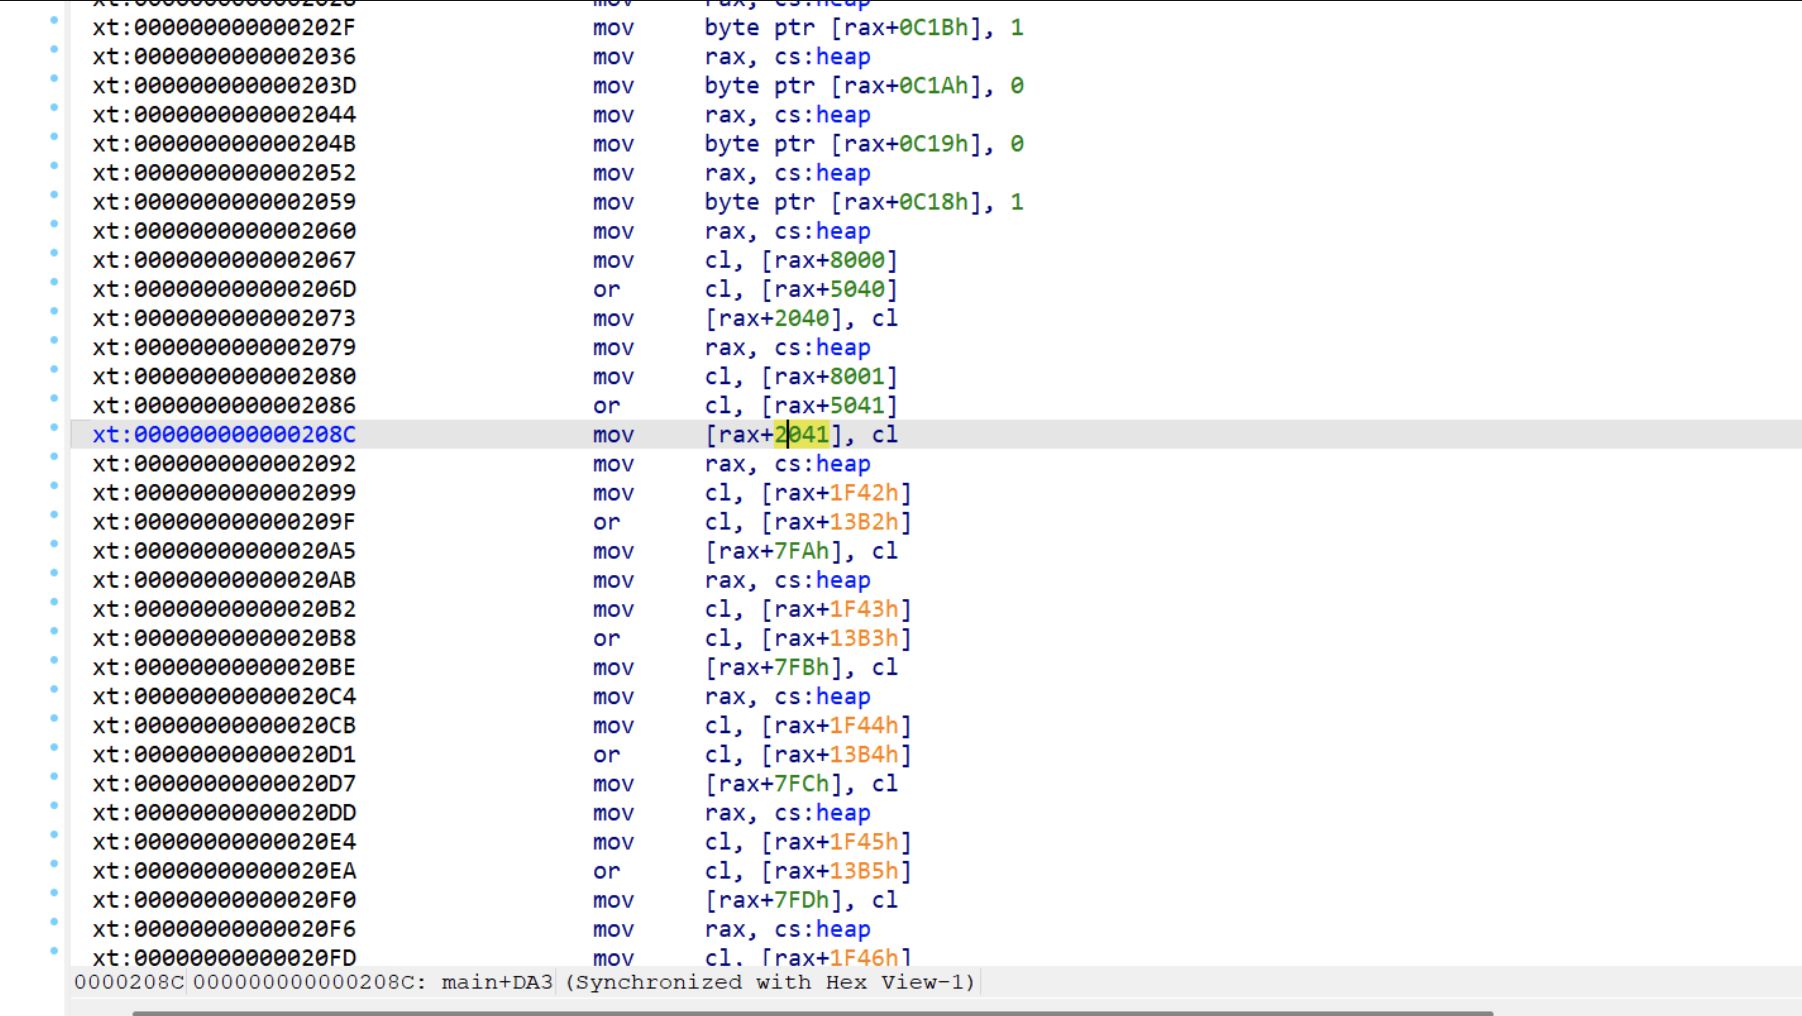 mov rax, cs:heap
xt:000000000000202F mov byte ptr [rax+0C1Bh], 1
xt:0000000000002036 mov rax, cs:heap
xt:000000000000203D mov byte ptr [rax+0C1Ah], 0
xt:0000000000002044 mov rax, cs:heap
xt:000000000000204B mov byte ptr [rax+0C19h], 0
xt:0000000000002052 mov rax, cs:heap
xt:0000000000002059 mov byte ptr [rax+0C18h], 1
xt:0000000000002060 mov rax, cs:heap
xt:0000000000002067 mov cl, [rax+8000]
xt:000000000000206D or cl, [rax+5040]
xt:0000000000002073 mov [rax+2040], cl
xt:0000000000002079 mov rax, cs:heap
xt:0000000000002080 mov cl, [rax+8001]
xt:0000000000002086 or cl, [rax+5041]
xt:000000000000208C mov [rax+2041], cl
xt:0000000000002092 mov rax, cs:heap
xt:0000000000002099 mov cl, [rax+1F42h]
xt:000000000000209F or cl, [rax+13B2h]
xt:00000000000020A5 mov [rax+7FAh], cl
xt:00000000000020AB mov rax, cs:heap
xt:00000000000020B2 mov cl, [rax+1F43h]
xt:00000000000020B8 or cl, [rax+13B3h]
xt:00000000000020BE mov [rax+7FBh], cl
xt:00000000000020C4 mov rax, cs:heap
xt:00000000000020CB mov cl, [rax+1F44h]
xt:00000000000020D1 or cl, [rax+13B4h]
xt:00000000000020D7 mov [rax+7FCh], cl
xt:00000000000020DD mov rax, cs:heap
xt:00000000000020E4 mov cl, [rax+1F45h]
xt:00000000000020EA or cl, [rax+13B5h]
xt:00000000000020F0 mov [rax+7FDh], cl
xt:00000000000020F6 mov rax, cs:heap
xt:00000000000020FD mov cl, [rax+1F46h]
0000208C 000000000000208C: main+DA3 (Synchronized with Hex View-1)